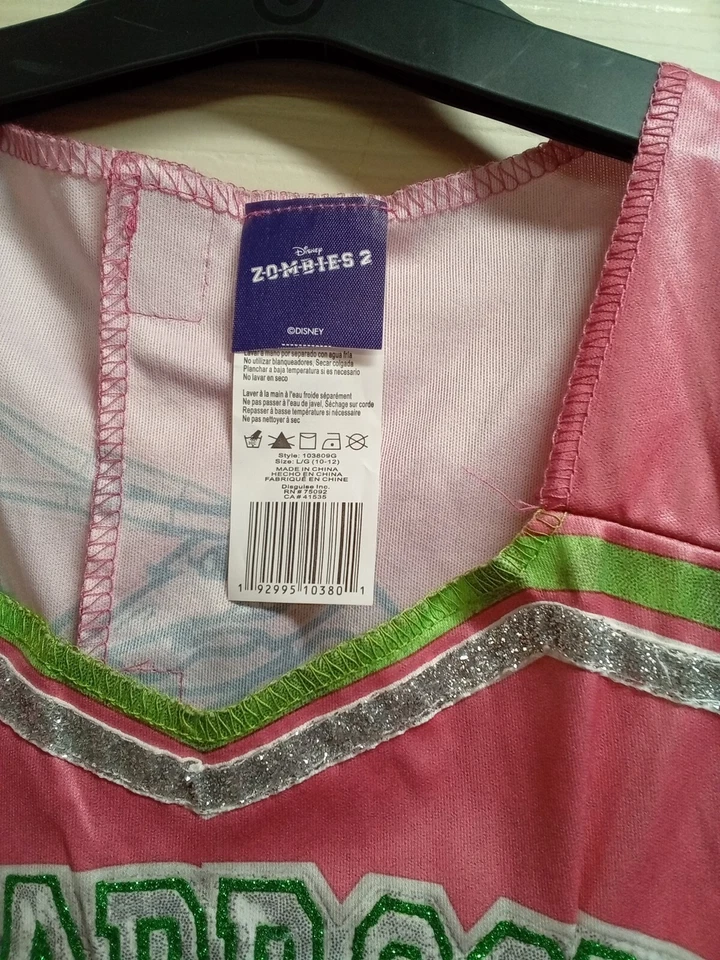 Disney
ZOMBIES 2
©DISNEY
Lavar a mano por separado con agua fría
No utilizar blanqueadores, Secar colgada
Planchar a baja temperatura si es necesario
No lavar en seco
Laver à la main à l'eau froide séparément
Ne pas passer à l'eau de javel, Séchage sur corde
Repasser à basse température si nécessaire
Ne pas nettoyer à sec
Style: 103809G
Size: L/G (10-12)
MADE IN CHINA
HECHO EN CHINA
FABRIQUÉ EN CHINE
Disguise Inc.
RN # 75092
CA # 41535
1 92995 10380 1